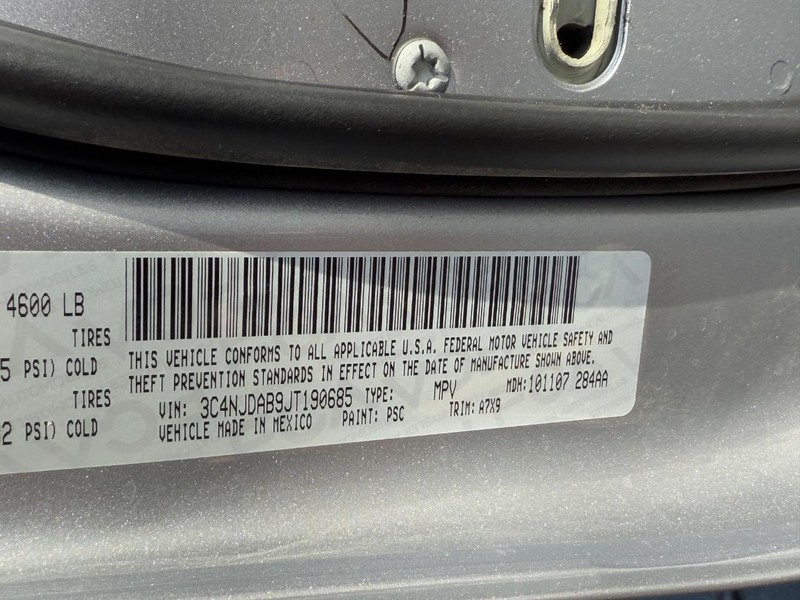 4600 LB
TIRES
5 PSI) COLD
TIRES
2 PSI) COLD
THIS VEHICLE CONFORMS TO ALL APPLICABLE U.S.A. FEDERAL MOTOR VEHICLE SAFETY AND
THEFT PREVENTION STANDARDS IN EFFECT ON THE DATE OF MANUFACTURE SHOWN ABOVE.
VIN: 3C4NJDAB9JT190685 TYPE: MPV MDH:101107 284AA
VEHICLE MADE IN MEXICO PAINT: PSC TRIM: A7X9